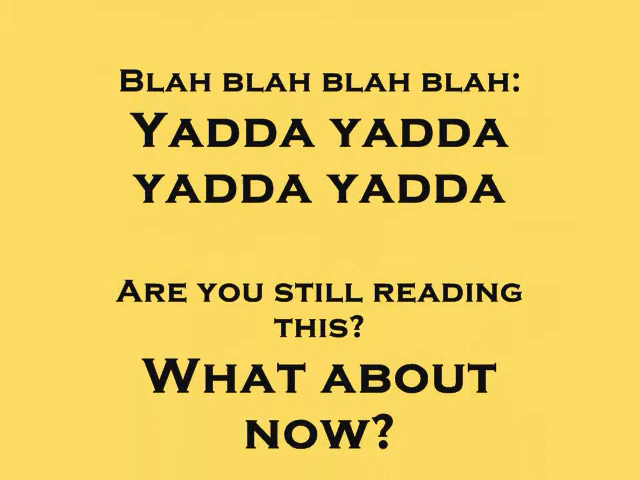 Blah blah blah blah:
Yadda yadda
yadda yadda
Are you still reading
this?
What about
now?